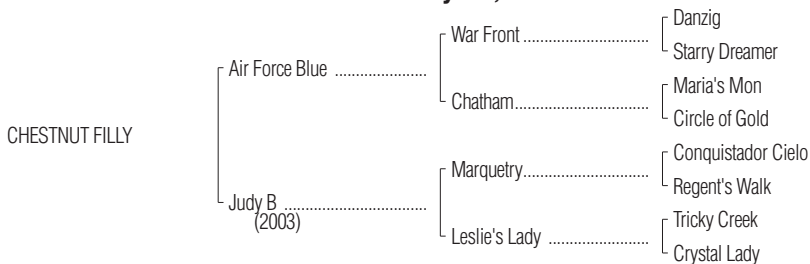 Danzig
War Front ............................
Starry Dreamer
Air Force Blue ......................
Maria's Mon
Chatham..............................
Circle of Gold
CHESTNUT FILLY
Conquistador Cielo
Marquetry............................
Regent's Walk
Judy B ................................
(2003)
Tricky Creek
Leslie's Lady ........................
Crystal Lady